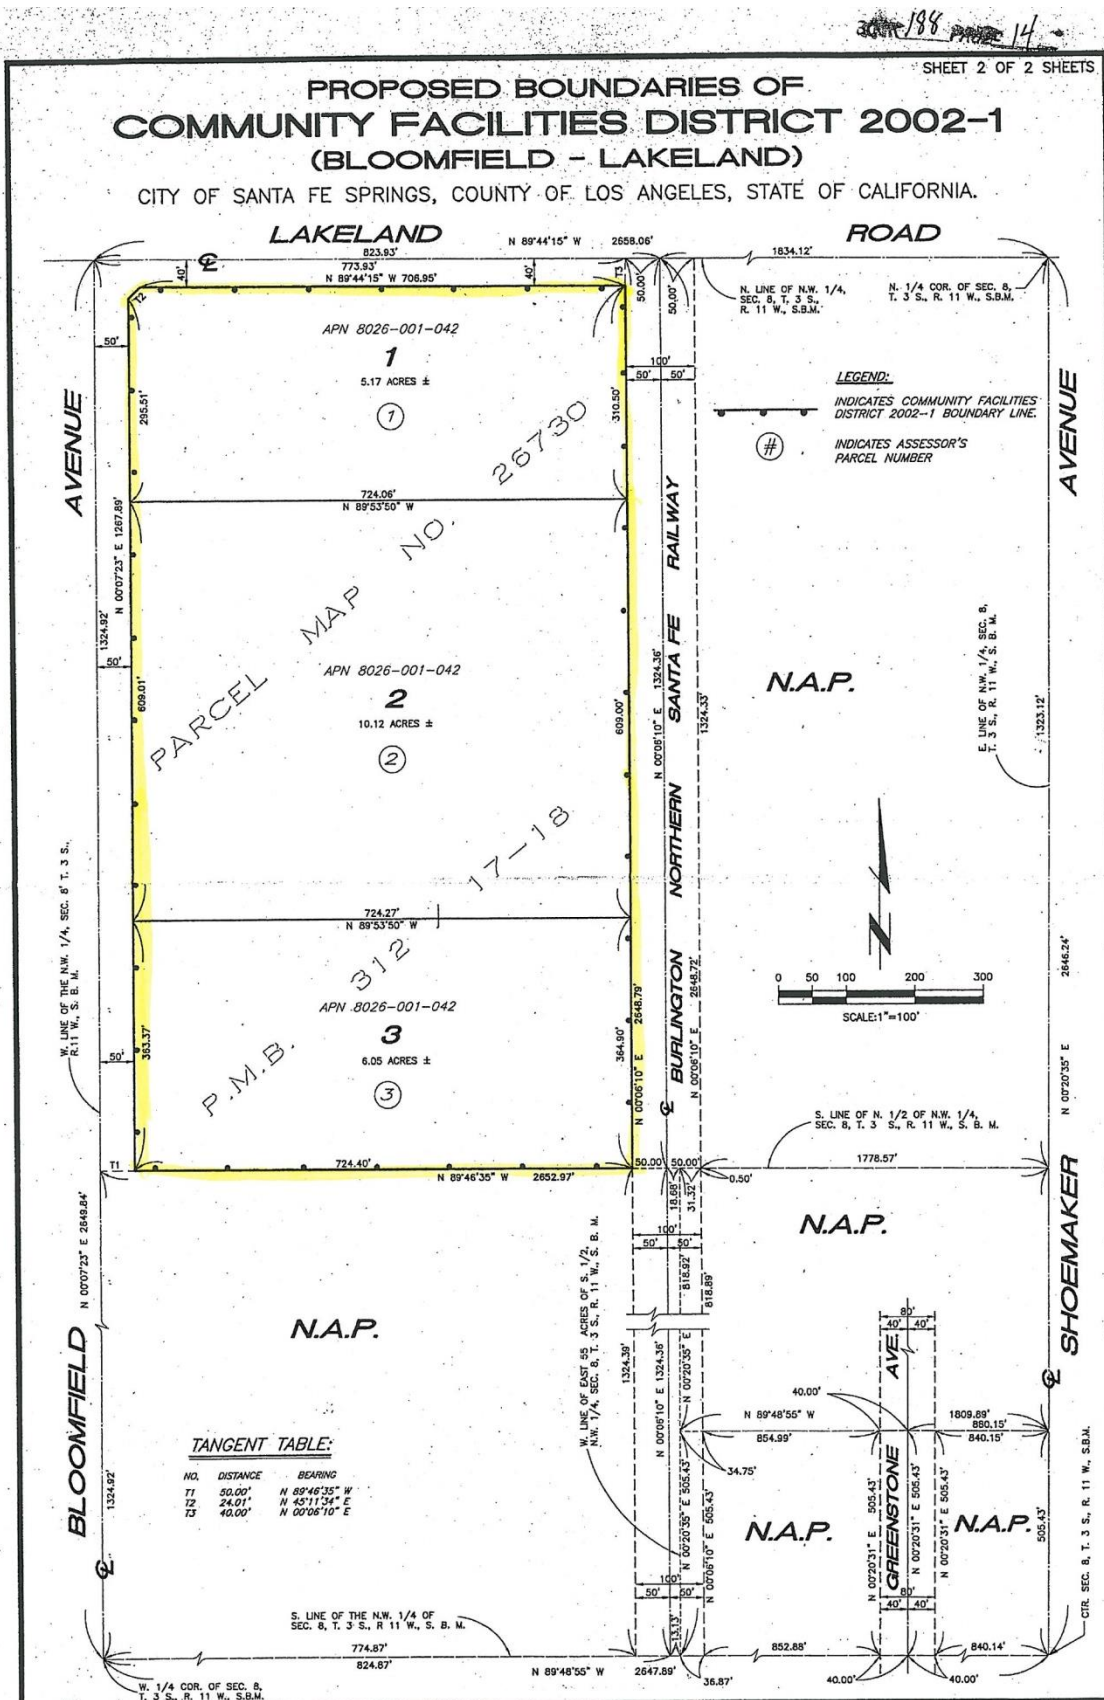 188 14
SHEET 2 OF 2 SHEETS
PROPOSED BOUNDARIES OF
COMMUNITY FACILITIES DISTRICT 2002-1
(BLOOMFIELD - LAKELAND)
CITY OF SANTA FE SPRINGS, COUNTY OF LOS ANGELES, STATE OF CALIFORNIA.
LAKELAND
ROAD
N 89°44'15" W 2658.06'
823.93'
1834.12'
773.93'
N 89°44'15" W 706.95'
40'
40'
T2
T3
50.00'
50.00'
N. LINE OF N.W. 1/4,
SEC. 8, T. 3 S.,
R. 11 W., S.B.M.
N. 1/4 COR. OF SEC. 8,
T. 3 S., R. 11 W., S.B.M.
APN 8026-001-042
1
5.17 ACRES ±
1
50'
295.51'
310.50'
100'
50' 50'
AVENUE
AVENUE
LEGEND:
INDICATES COMMUNITY FACILITIES
DISTRICT 2002-1 BOUNDARY LINE.
#
INDICATES ASSESSOR'S
PARCEL NUMBER
724.06'
N 89°53'50" W
PARCEL MAP NO. 26730
N 00°07'23" E 1267.89'
1324.92'
50'
609.01'
APN 8026-001-042
2
10.12 ACRES ±
2
609.00'
N 00°06'10" E 1324.36'
1324.33'
BURLINGTON NORTHERN SANTA FE RAILWAY
N.A.P.
E. LINE OF N.W. 1/4, SEC. 8,
T. 3 S., R. 11 W., S. B. M.
1323.12'
P.M.B. 312 17-18
724.27'
N 89°53'50" W
W. LINE OF THE N.W. 1/4, SEC. 8' T. 3 S.,
R.11 W., S. B. M.
APN 8026-001-042
3
6.05 ACRES ±
3
50'
363.37'
364.90'
N 00°06'10" E 2648.79'
N 00°06'10" E 2648.72'
0 50 100 200 300
SCALE:1"=100'
N 00°20'35" E 2646.24'
S. LINE OF N. 1/2 OF N.W. 1/4,
SEC. 8, T. 3 S., R. 11 W., S. B. M.
T1
724.40'
N 89°46'35" W 2652.97'
50.00' 50.00'
1778.57'
0.50'
18.68'
31.32'
100'
50' 50'
N.A.P.
N.A.P.
N 00°07'23" E 2649.84'
BLOOMFIELD
SHOEMAKER
W. LINE OF EAST 55 ACRES OF S. 1/2,
N.W. 1/4, SEC. 8, T. 3 S., R. 11 W., S. B. M.
818.92'
818.89'
1324.39'
N 00°06'10" E 1324.36'
N 00°20'35" E
80'
40' 40'
GREENSTONE AVE.
40.00'
N 89°48'55" W
1809.89'
880.15'
854.99'
840.15'
34.75'
TANGENT TABLE:
NO. DISTANCE BEARING
T1 50.00' N 89°46'35" W
T2 24.01' N 45°11'34" E
T3 40.00' N 00°06'10" E
1324.92'
N 00°20'35" E 505.43'
N 00°06'10" E 505.43'
N.A.P.
N 00°20'31" E 505.43'
N 00°20'31" E 505.43'
N 00°20'31" E 505.43'
N.A.P.
505.43'
CTR. SEC. 8, T. 3 S., R. 11 W., S.B.M.
100'
50' 50'
80'
40' 40'
13.13'
S. LINE OF THE N.W. 1/4 OF
SEC. 8, T. 3 S., R 11 W., S. B. M.
774.87'
824.87'
N 89°48'55" W 2647.89'
36.87'
852.88'
40.00'
40.00'
840.14'
W. 1/4 COR. OF SEC. 8,
T. 3 S., R. 11 W., S.B.M.